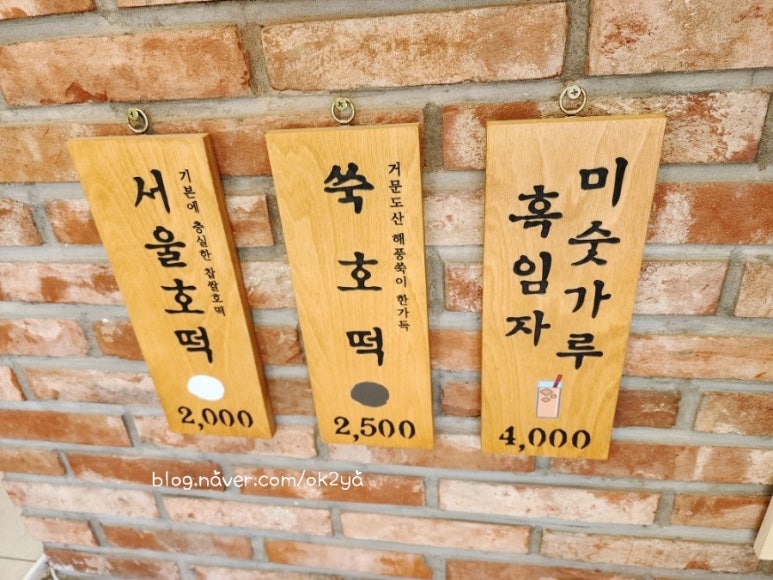 서울호떡
기본에 충실한 찹쌀호떡
2,000
쑥호떡
거문도산 해풍쑥이 한가득
2,500
흑임자
미숫가루
4,000
blog.naver.com/ok2ya